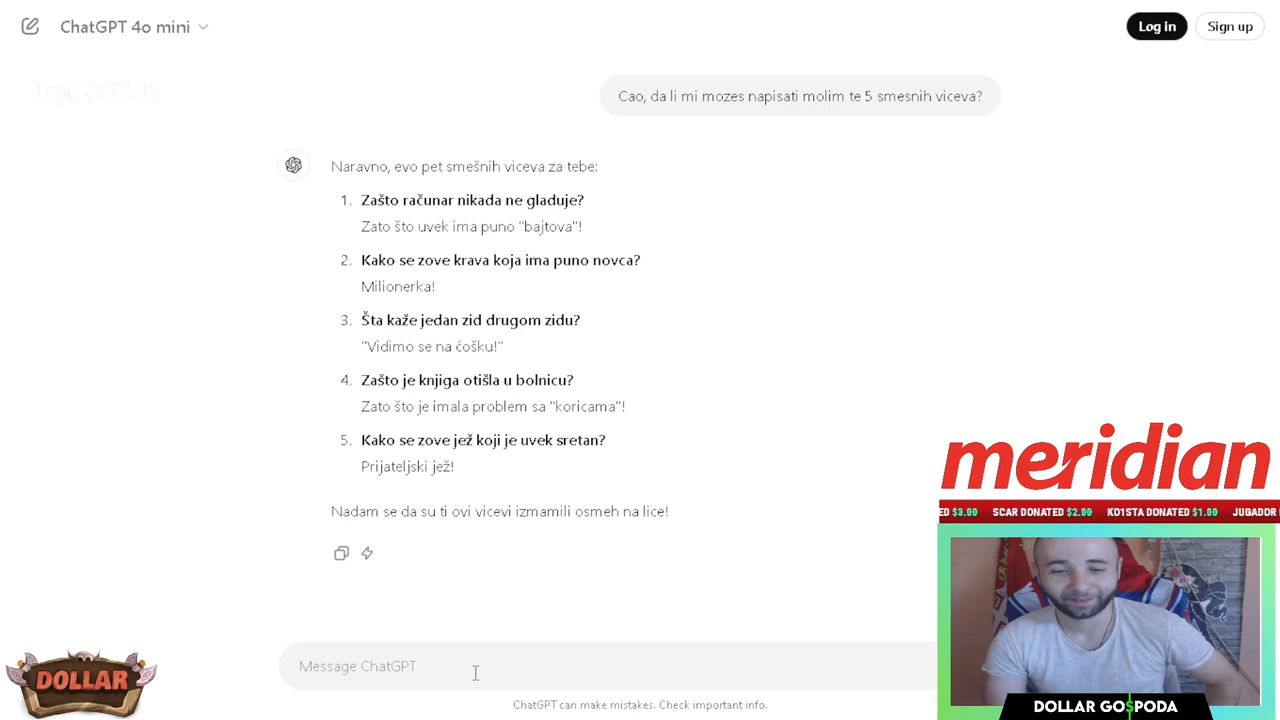 ChatGPT 4o mini
Log in
Sign up
Cao, da li mi mozes napisati molim te 5 smesnih viceva?
Naravno, evo pet smešnih viceva za tebe:
1. Zašto računar nikada ne gladuje?
Zato što uvek ima puno "bajtova"!
2. Kako se zove krava koja ima puno novca?
Milionerka!
3. Šta kaže jedan zid drugom zidu?
"Vidimo se na ćošku!"
4. Zašto je knjiga otišla u bolnicu?
Zato što je imala problem sa "koricama"!
5. Kako se zove jež koji je uvek sretan?
Prijateljski jež!
Nadam se da su ti ovi vicevi izmamili osmeh na lice!
meridian
ED $3.00 SCAR DONATED $2.00 KO1STA DONATED $1.00 JUGADOR
Message ChatGPT
ChatGPT can make mistakes. Check important info.
DOLLAR
DOLLAR GO$PODA